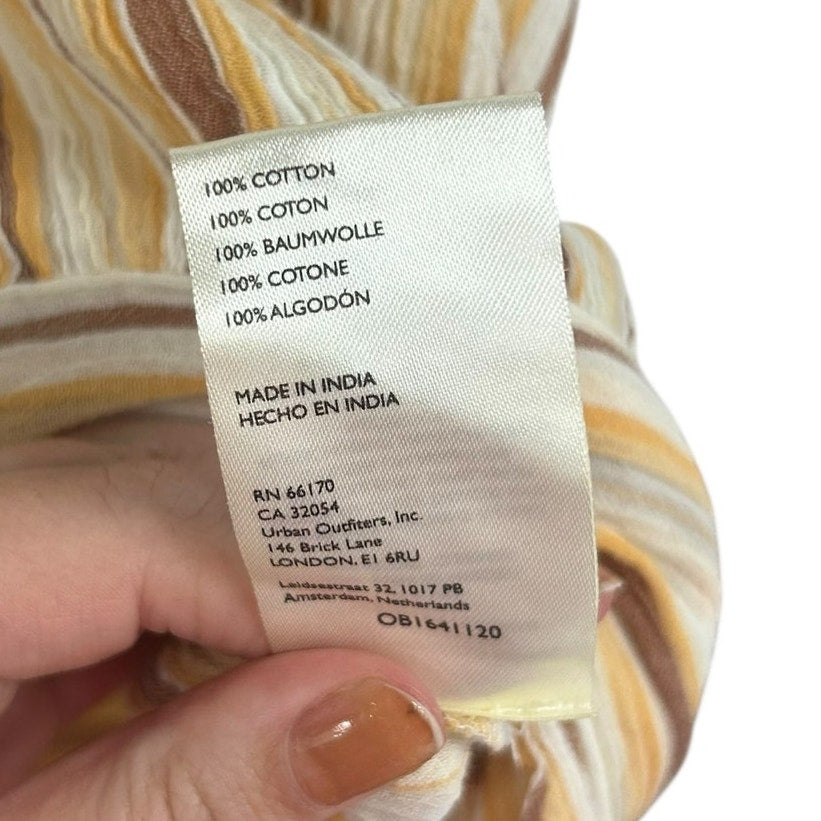 100% COTTON
100% COTON
100% BAUMWOLLE
100% COTONE
100% ALGODÓN
MADE IN INDIA
HECHO EN INDIA
RN 66170
CA 32054
Urban Outfitters, Inc.
146 Brick Lane
LONDON, E1 6RU
Leidsestraat 32, 1017 PB
Amsterdam, Netherlands
OB1641120